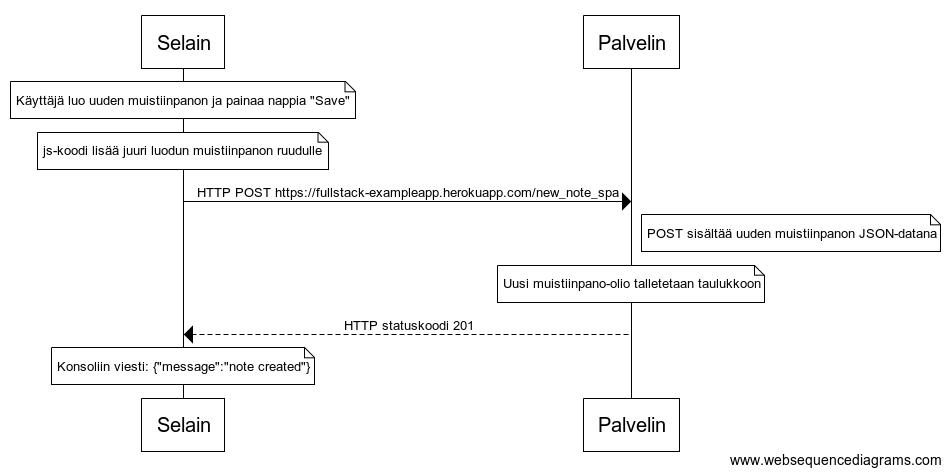 Selain
Palvelin
Käyttäjä luo uuden muistiinpanon ja painaa nappia "Save"
js-koodi lisää juuri luodun muistiinpanon ruudulle
HTTP POST https://fullstack-exampleapp.herokuapp.com/new_note_spa
POST sisältää uuden muistiinpanon JSON-datana
Uusi muistiinpano-olio talletetaan taulukkoon
HTTP statuskoodi 201
Konsoliin viesti: {"message":"note created"}
Selain
Palvelin
www.websequencediagrams.com